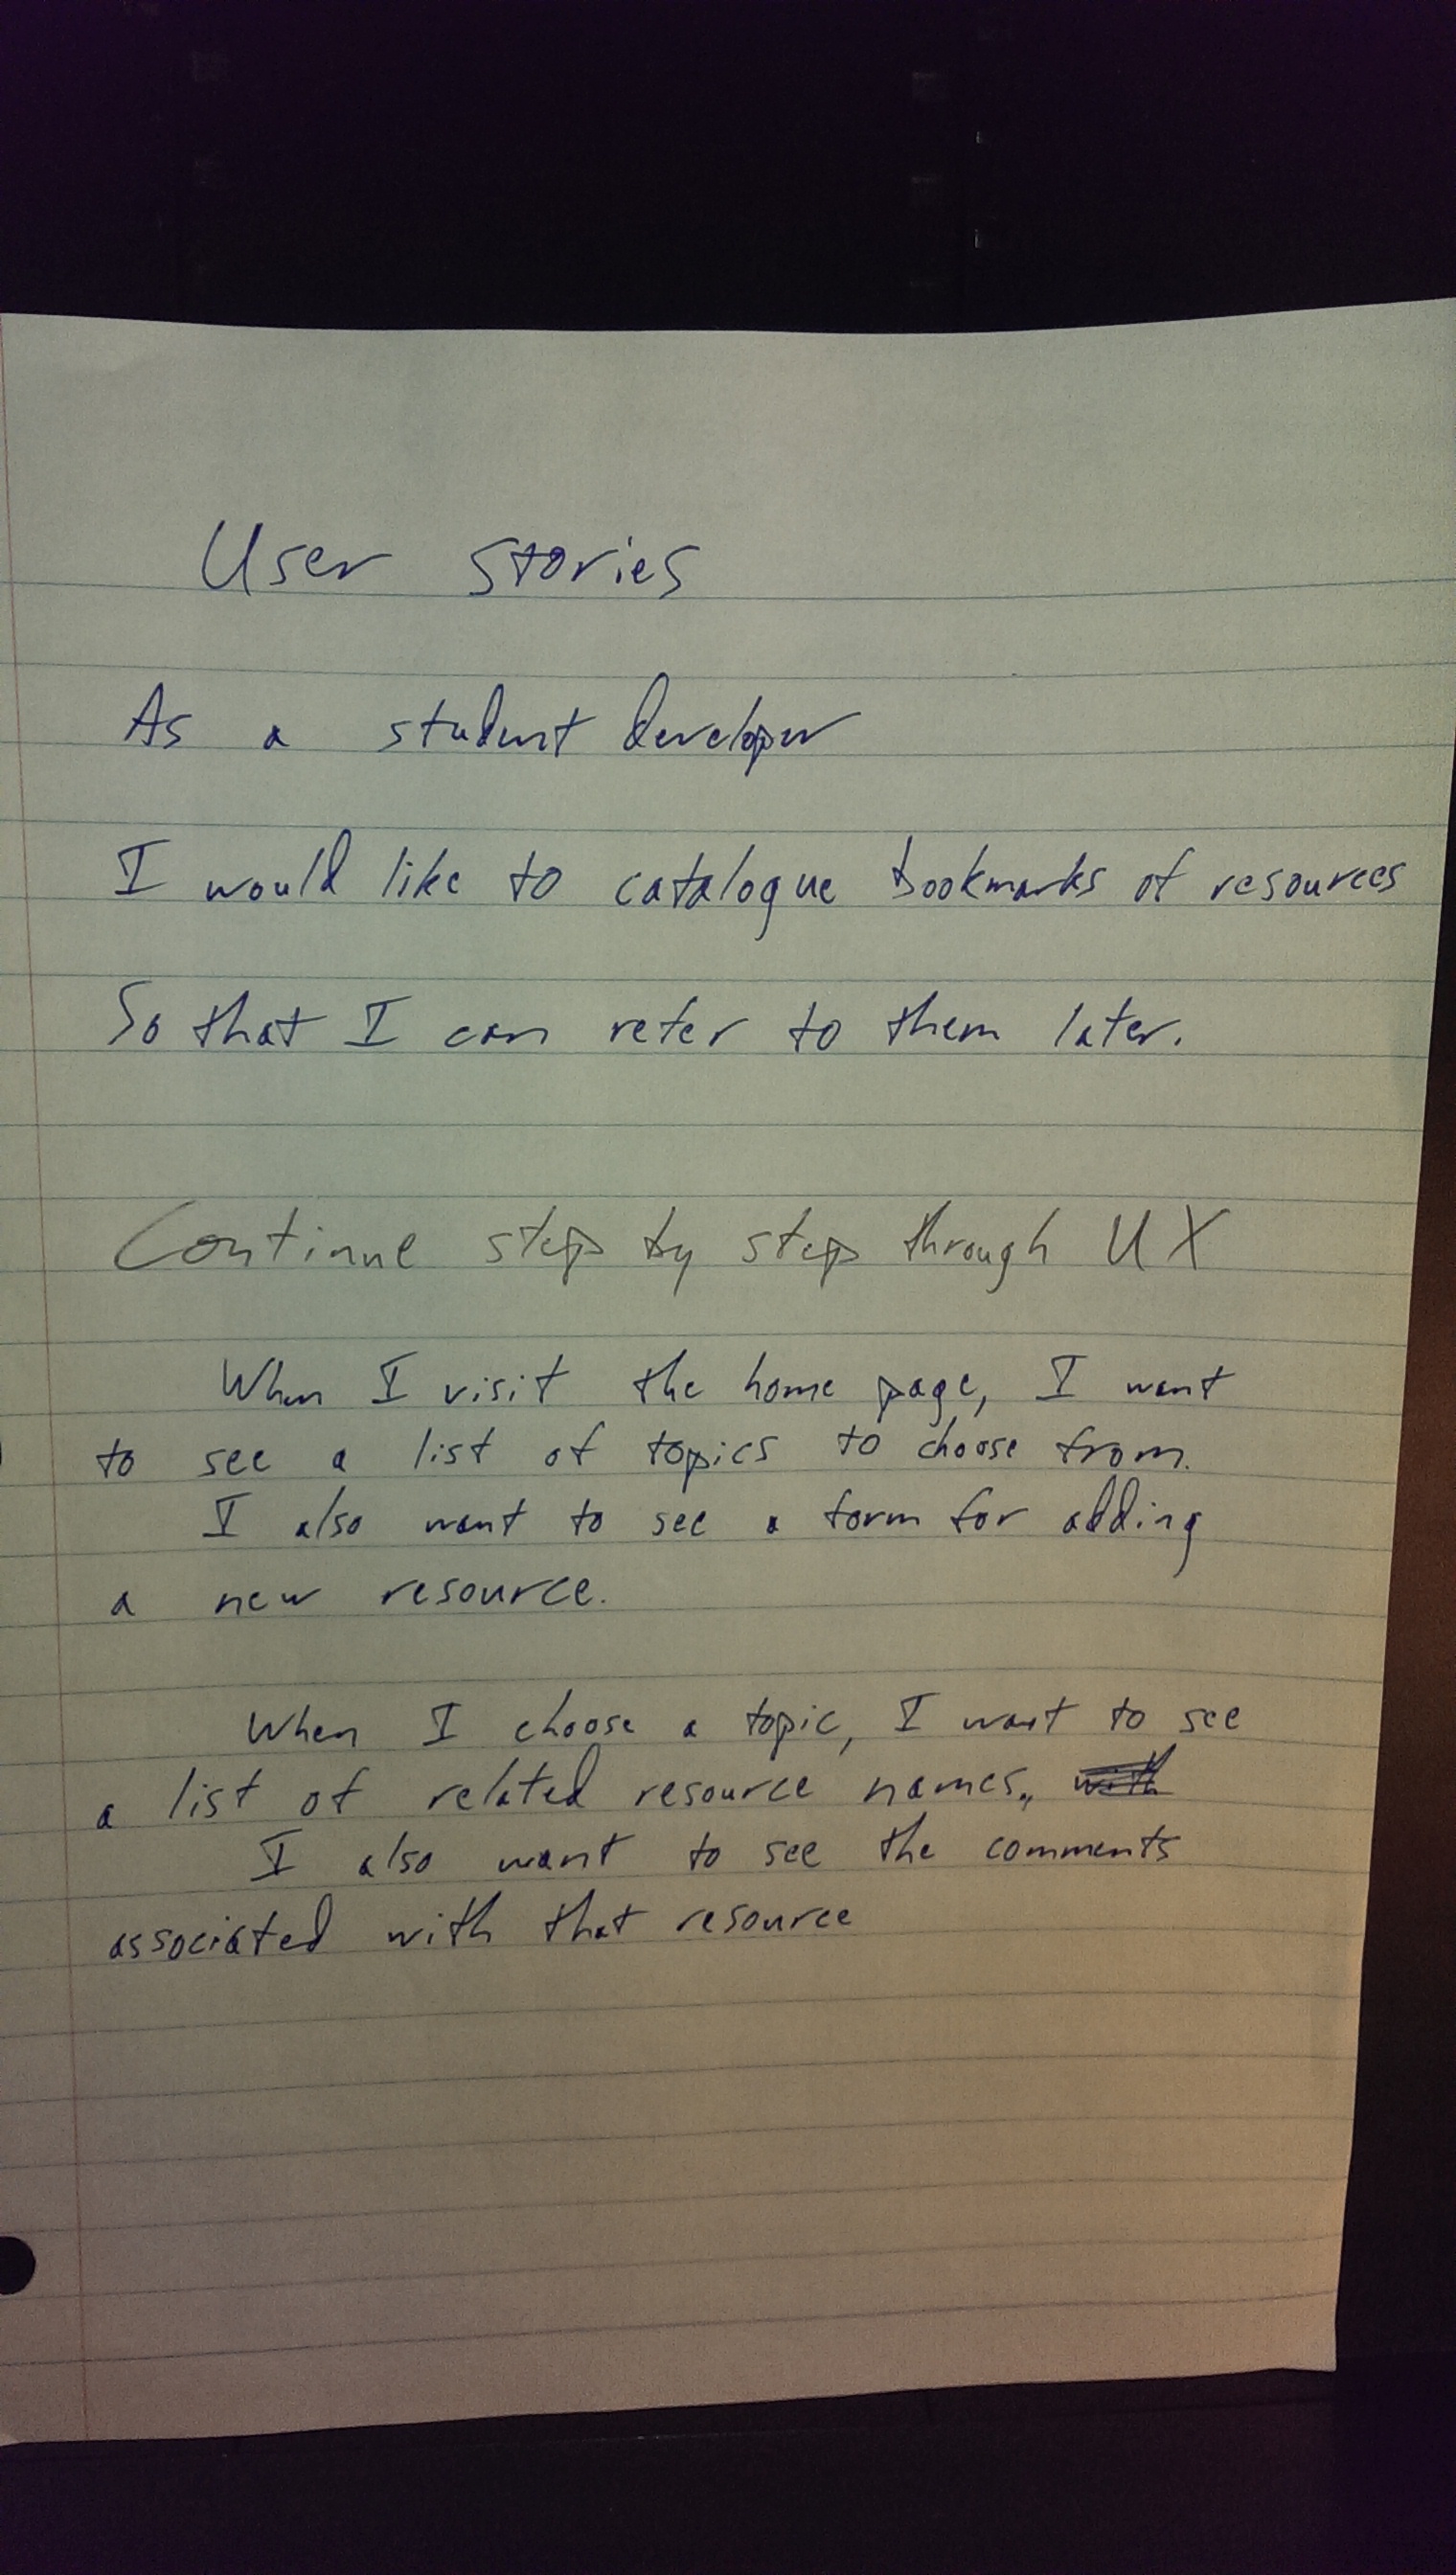 User stories
As a student developer
I would like to catalogue bookmarks of resources
So that I can refer to them later.
Continue step by step through UX
When I visit the home page, I want
to see a list of topics to choose from.
I also want to see a form for adding
a new resource.
When I choose a topic, I want to see
a list of related resource names., with
I also want to see the comments
associated with that resource